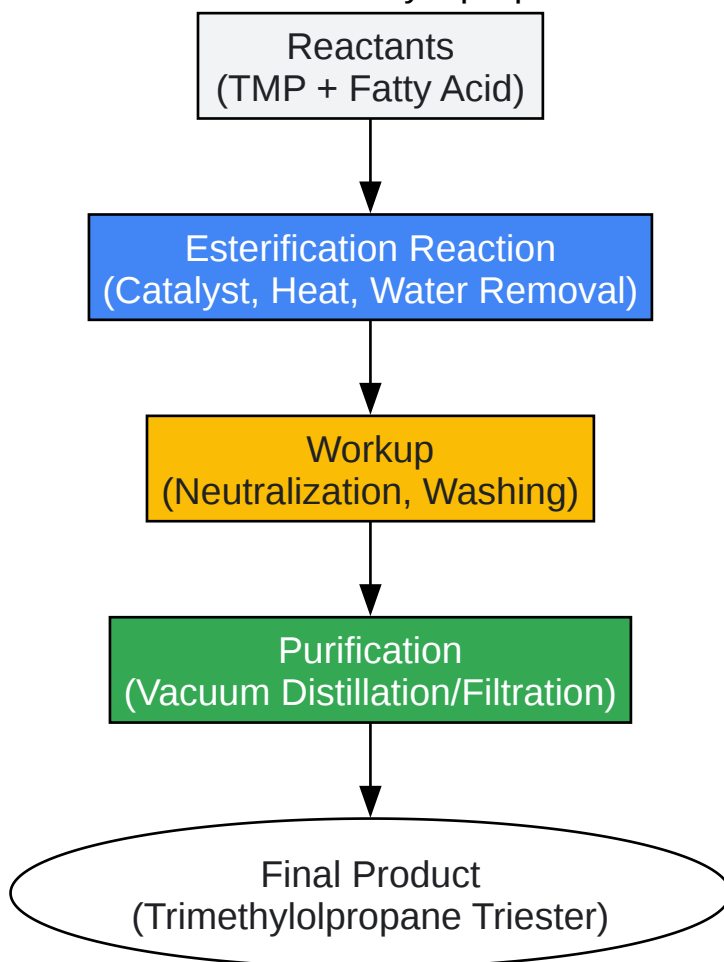 Reactants
(TMP + Fatty Acid)
Esterification Reaction
(Catalyst, Heat, Water Removal)
Workup
(Neutralization, Washing)
Purification
(Vacuum Distillation/Filtration)
Final Product
(Trimethylolpropane Triester)